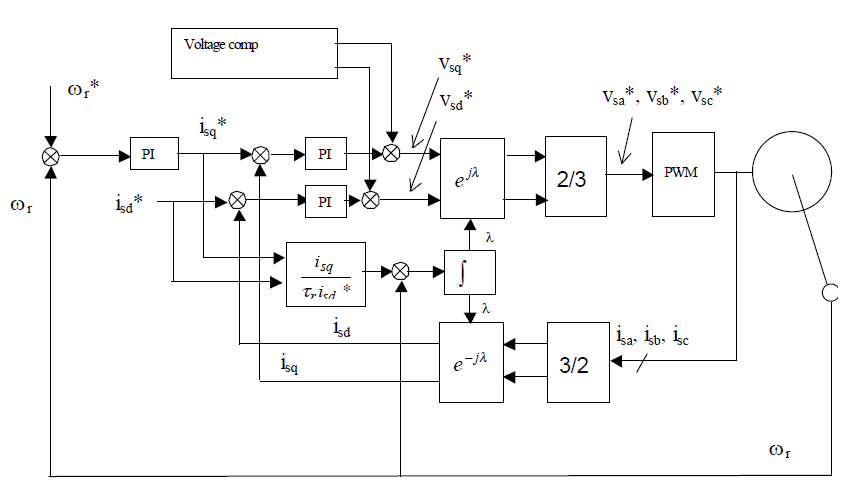 Voltage comp
ωr*
vsq*
vsd*
vsa*, vsb*, vsc*
isq*
PI
PI
e^jλ
2/3
PWM
ωr
isd*
PI
λ
isq
τr isd *
∫
λ
isd
isq
e^−jλ
3/2
isa, isb, isc
ωr